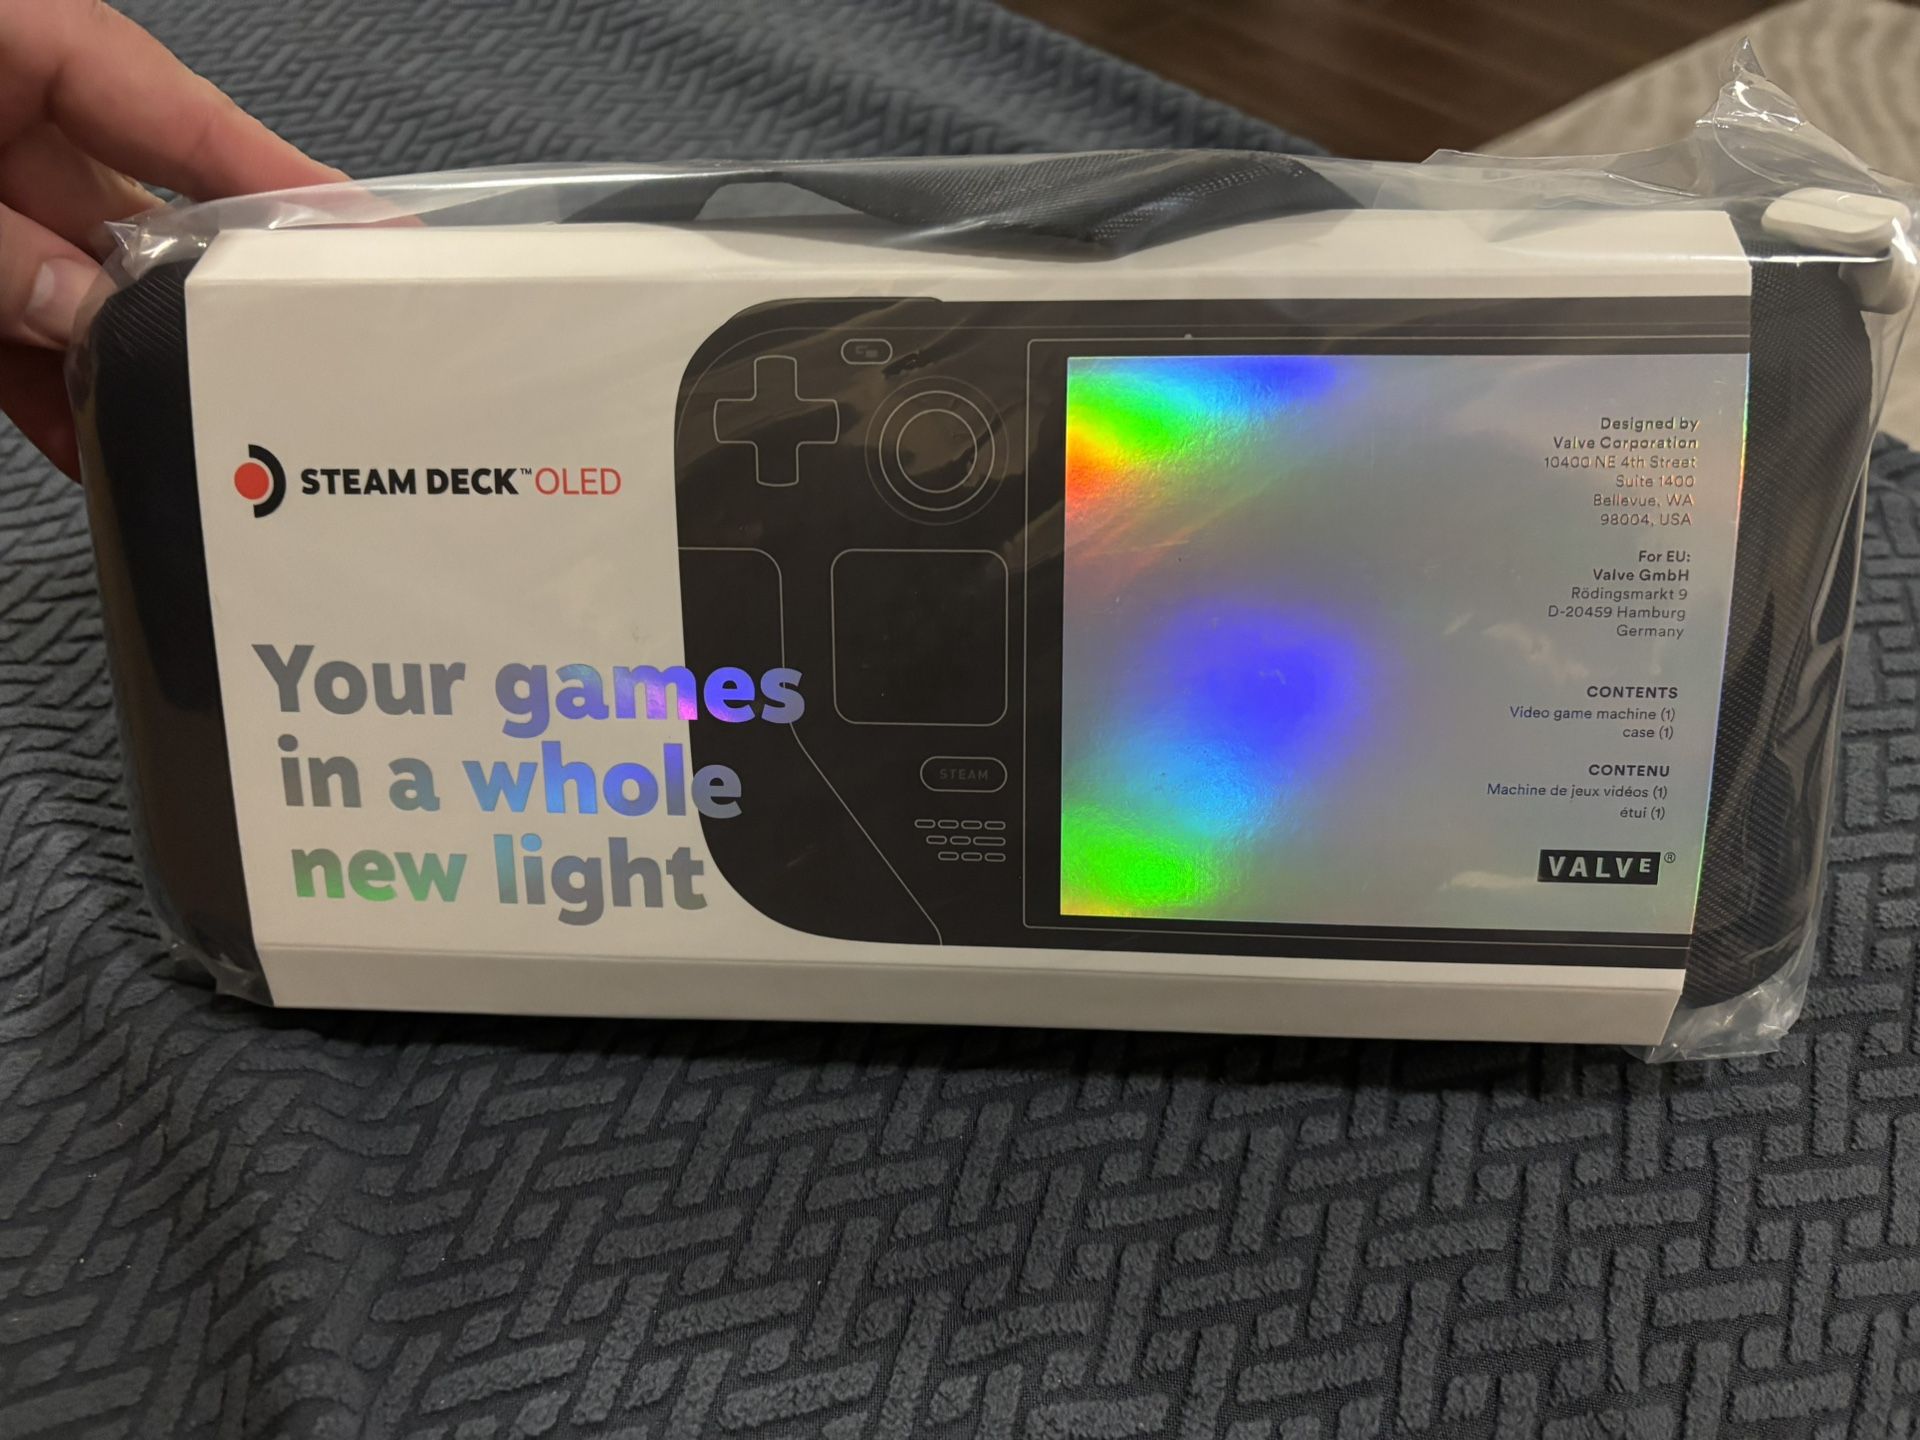 STEAM DECK™ OLED
Your games
in a whole
new light
STEAM
Designed by
Valve Corporation
10400 NE 4th Street
Suite 1400
Bellevue, WA
98004, USA
For EU:
Valve GmbH
Rödingsmarkt 9
D-20459 Hamburg
Germany
CONTENTS
Video game machine (1)
case (1)
CONTENU
Machine de jeux vidéos (1)
étui (1)
VALVE®